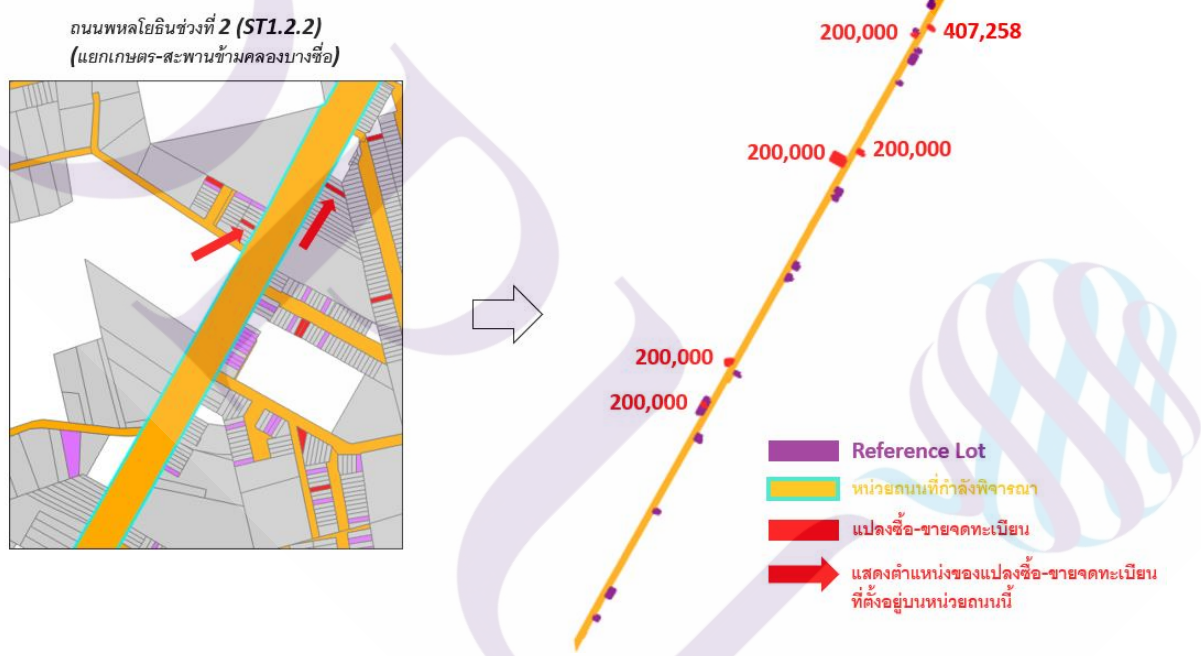 ถนนพหลโยธินช่วงที่ 2 (ST1.2.2)
(แยกเกษตร-สะพานข้ามคลองบางซื่อ)
200,000
407,258
200,000
200,000
200,000
200,000
Reference Lot
หน่วยถนนที่กำลังพิจารณา
แปลงซื้อ-ขายจดทะเบียน
แสดงตำแหน่งของแปลงซื้อ-ขายจดทะเบียน
ที่ตั้งอยู่บนหน่วยถนนนี้